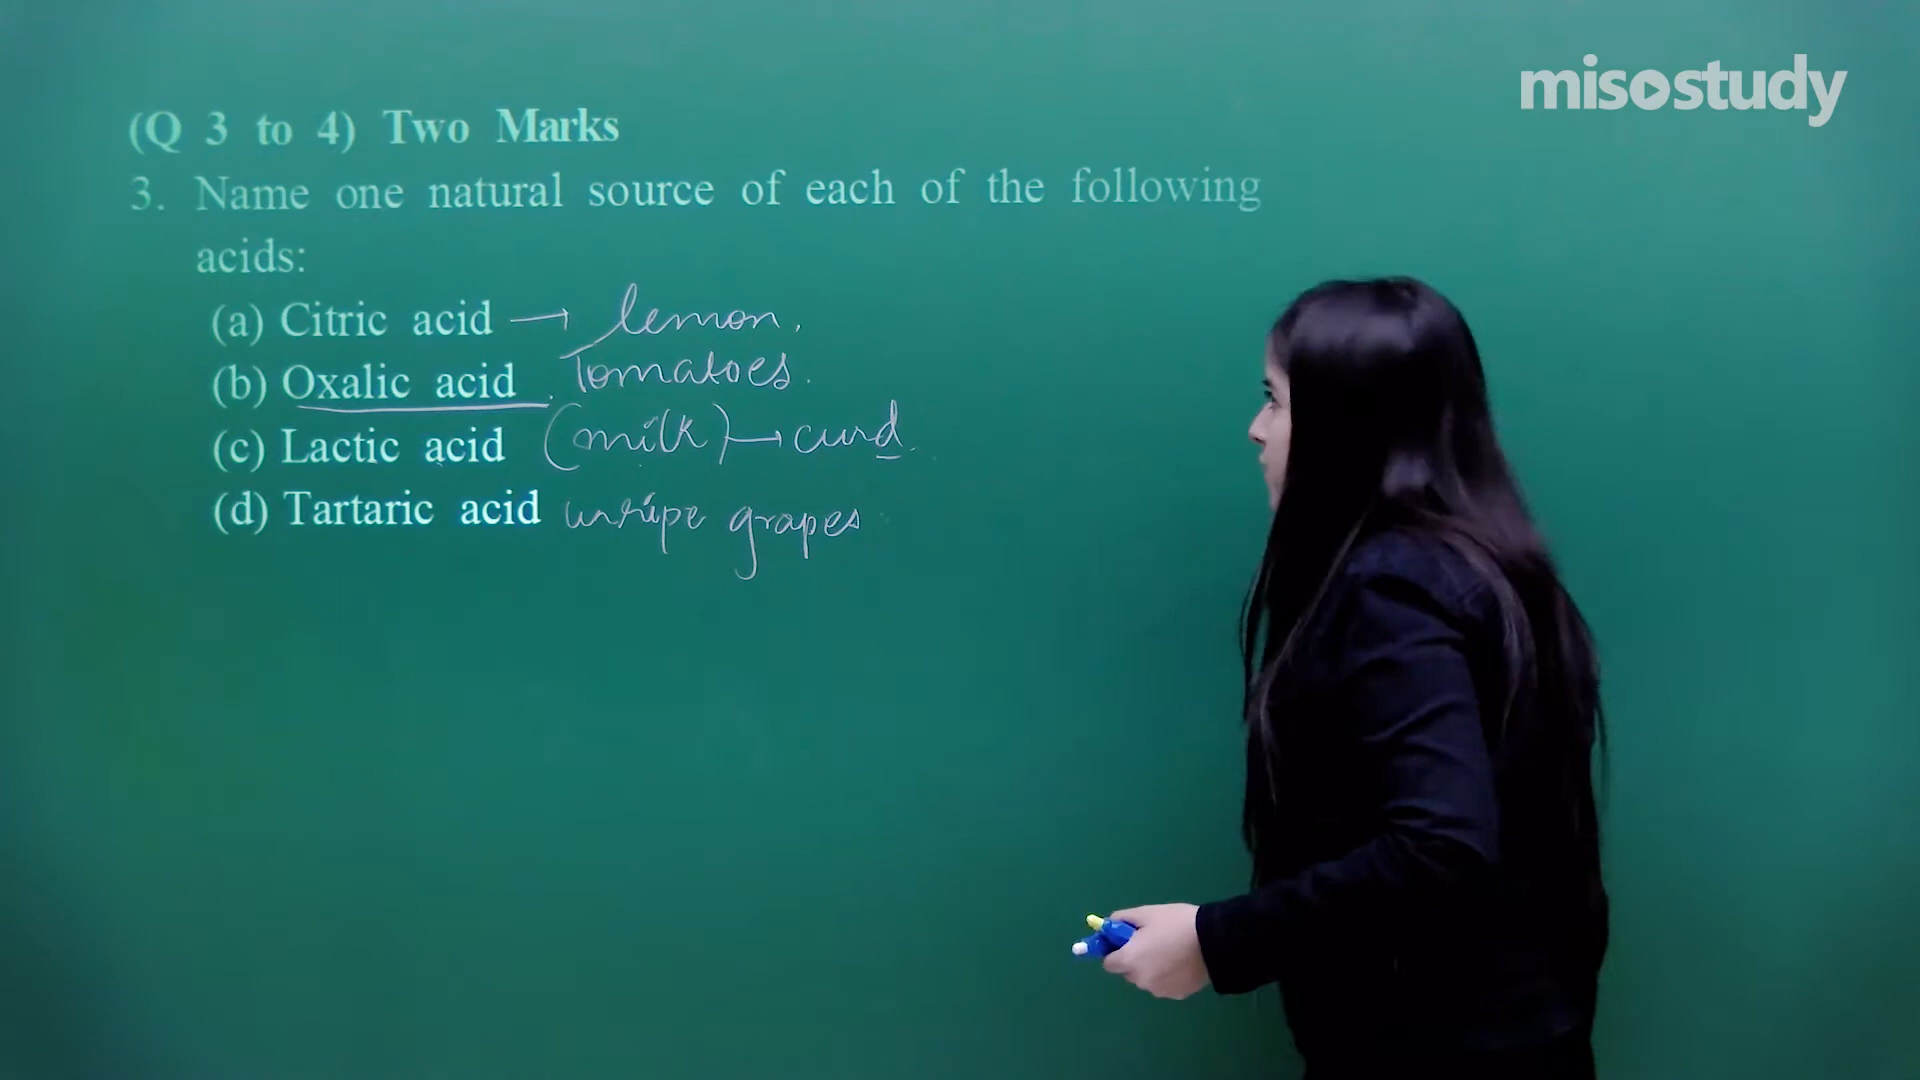 misostudy
(Q 3 to 4) Two Marks
3. Name one natural source of each of the following
acids:
(a) Citric acid → lemon.
(b) Oxalic acid . Tomatoes.
(c) Lactic acid (milk) → curd.
(d) Tartaric acid unripe grapes